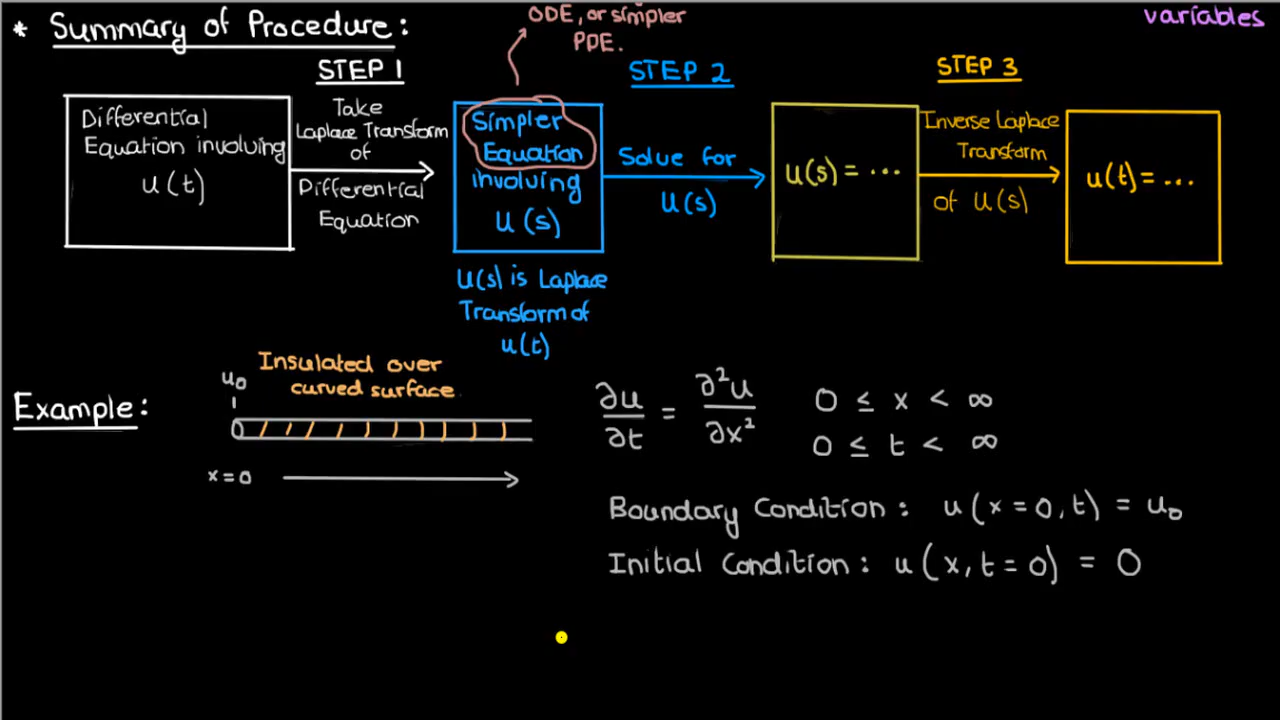 * Summary of Procedure:
ODE, or simpler
PDE.
variables
STEP 1
STEP 2
STEP 3
Differential
Equation involving
u(t)
Take
Laplace Transform
of
Differential
Equation
Simpler
Equation
involving
U(s)
Solve for
U(s)
U(s) = ...
Inverse Laplace
Transform
of U(s)
u(t) = ...
U(s) is Laplace
Transform of
u(t)
Example:
u₀
Insulated over
curved surface
x = 0
∂u/∂t = ∂²u/∂x²
0 ≤ x < ∞
0 ≤ t < ∞
Boundary Condition: u(x=0,t) = u₀
Initial Condition: u(x,t=0) = 0